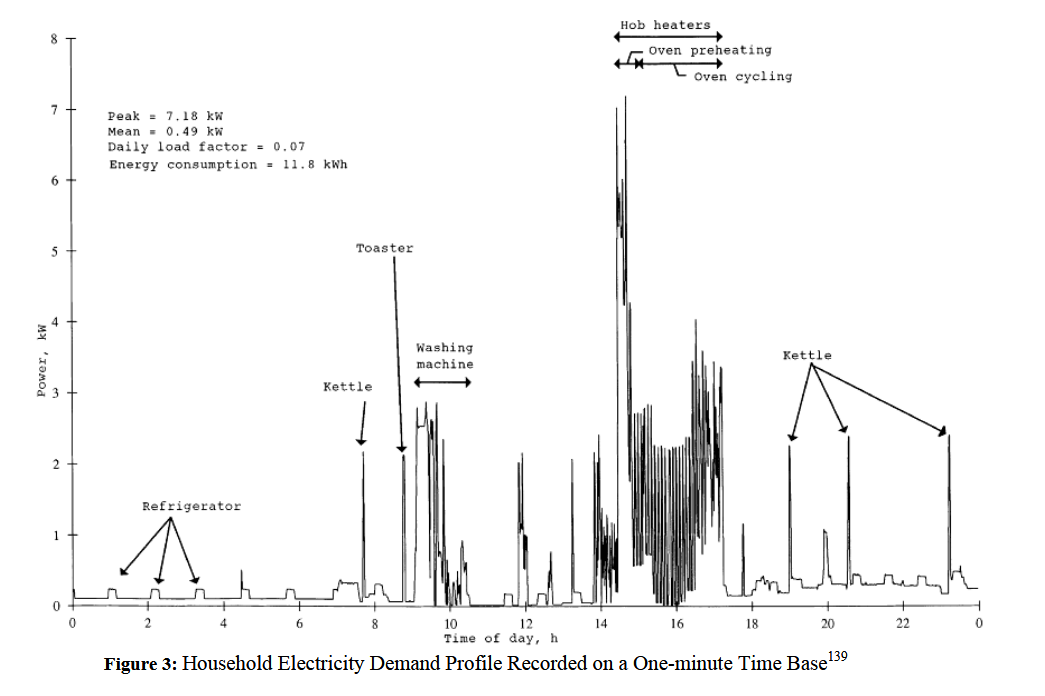 Hob heaters
Oven preheating
Oven cycling
8
7
6
5
4
3
2
1
0
Power, kW
Peak = 7.18 kW
Mean = 0.49 kW
Daily load factor = 0.07
Energy consumption = 11.8 kWh
Toaster
Washing
machine
Kettle
Kettle
Refrigerator
0 2 4 6 8 10 12 14 16 18 20 22 0
Time of day, h
Figure 3: Household Electricity Demand Profile Recorded on a One-minute Time Base139